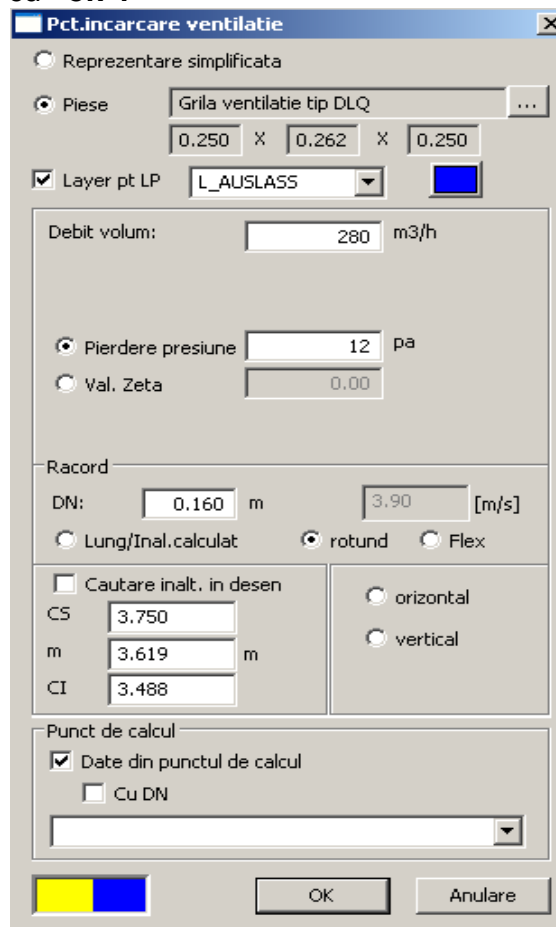 Pct.incarcare ventilatie
Reprezentare simplificata
Piese Grila ventilatie tip DLQ ...
0.250 X 0.262 X 0.250
Layer pt LP L_AUSLASS
Debit volum: 280 m3/h
Pierdere presiune 12 pa
Val. Zeta 0.00
Racord
DN: 0.160 m 3.90 [m/s]
Lung/Inal.calculat rotund Flex
Cautare inalt. in desen
orizontal
CS 3.750
vertical
m 3.619 m
CI 3.488
Punct de calcul
Date din punctul de calcul
Cu DN
OK Anulare